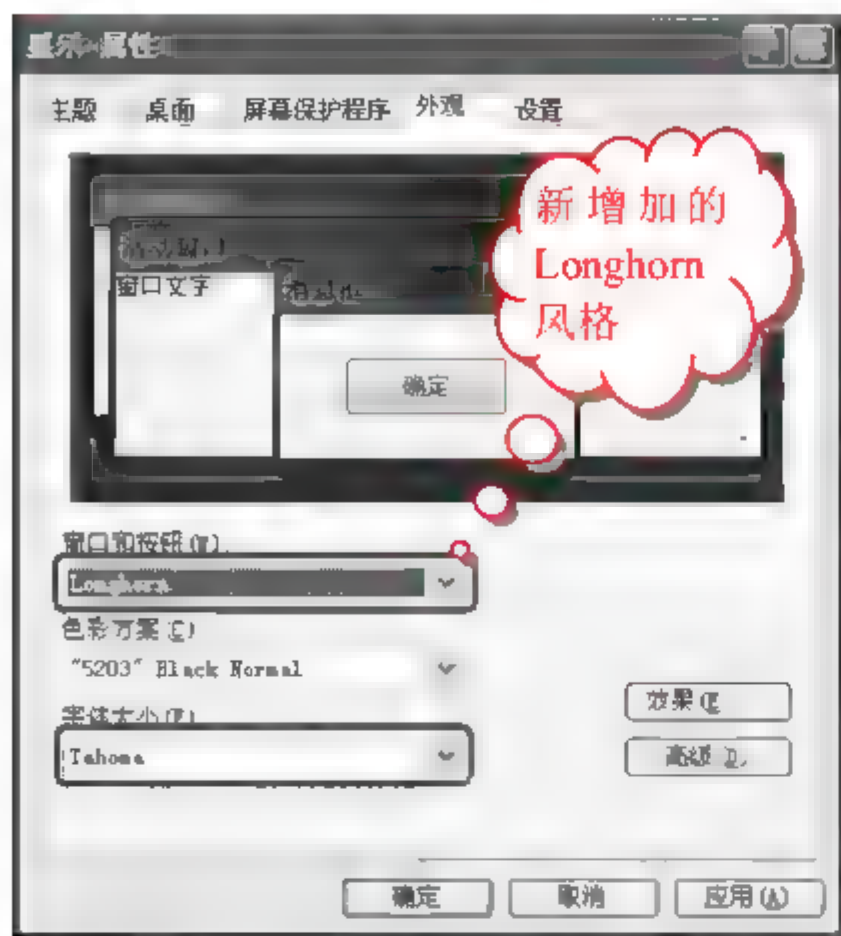 显示 属性
主题 桌面 屏幕保护程序 外观 设置
新增加的
Longhorn
风格
窗口文字
确定
窗口和按钮(W)
Longhorn
色彩方案(C)
"5203" Black Normal
字体大小(F)
Tahoma
效果(E
高级(D)
确定 取消 应用(A)